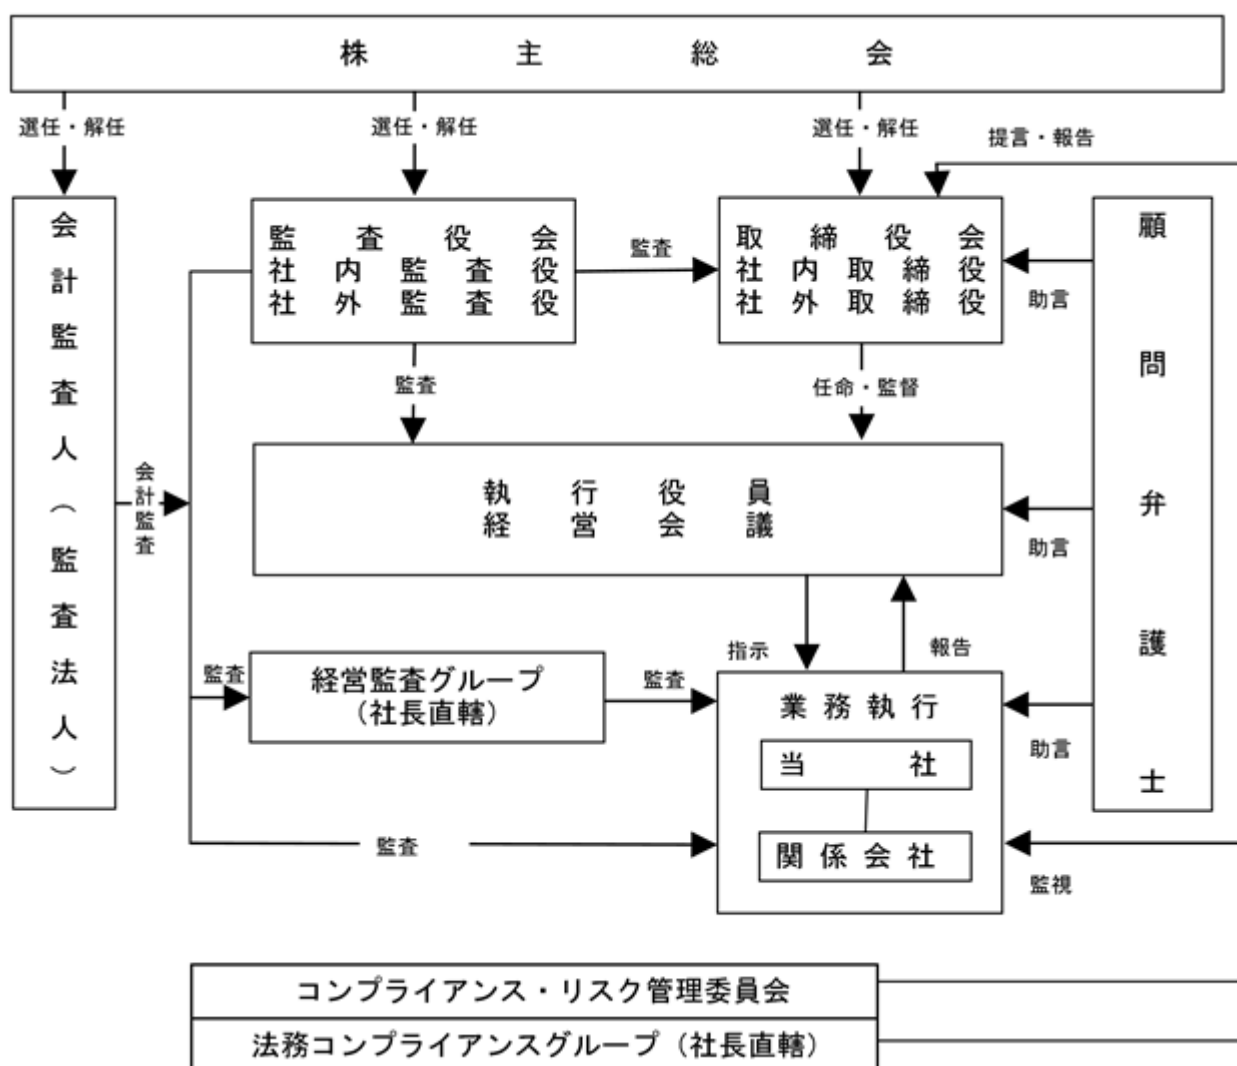 株主総会
選任・解任
選任・解任
選任・解任
提言・報告
会計監査人(監査法人)
監査役会
社内監査役
社外監査役
監査
取締役会
社内取締役
社外取締役
助言
顧問弁護士
監査
任命・監督
会計監査
執行役員
経営会議
助言
指示
報告
監査
経営監査グループ
(社長直轄)
監査
業務執行
当社
関係会社
助言
監査
監視
コンプライアンス・リスク管理委員会
法務コンプライアンスグループ(社長直轄)